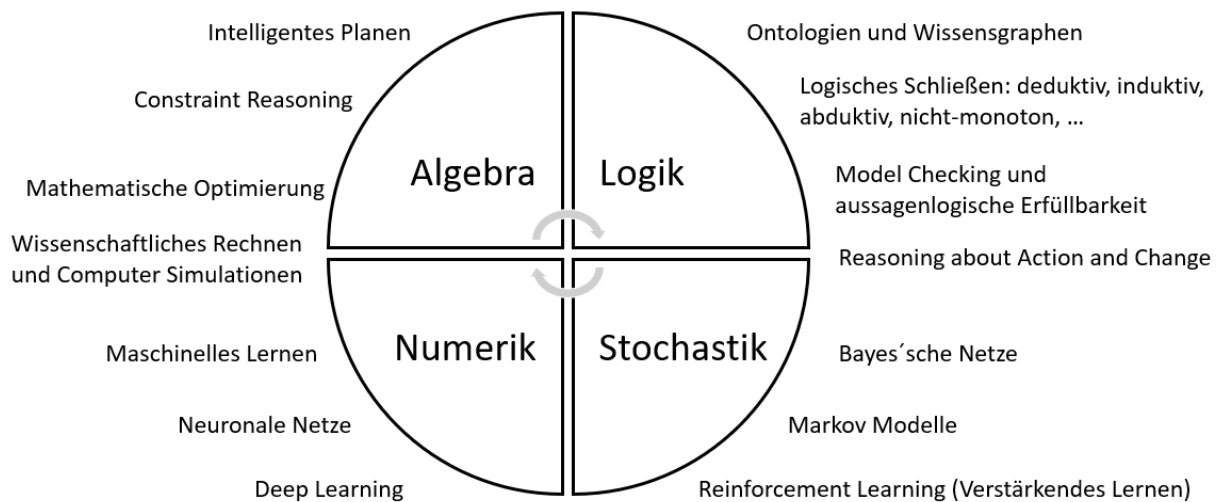 Intelligentes Planen
Ontologien und Wissensgraphen
Constraint Reasoning
Logisches Schließen: deduktiv, induktiv,
abduktiv, nicht-monoton, ...
Algebra
Logik
Mathematische Optimierung
Model Checking und
aussagenlogische Erfüllbarkeit
Wissenschaftliches Rechnen
und Computer Simulationen
Reasoning about Action and Change
Maschinelles Lernen
Numerik
Stochastik
Bayes´sche Netze
Neuronale Netze
Markov Modelle
Deep Learning
Reinforcement Learning (Verstärkendes Lernen)